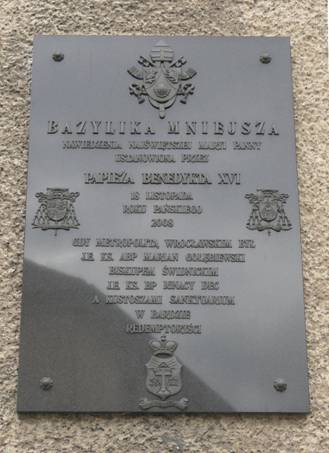 BAZYLIKA MNIEJSZA
NAWIEDZENIA NAJŚWIĘTSZEJ MARYI PANNY
USTANOWIONA PRZEZ
PAPIEŻA BENEDYKTA XVI
18 LISTOPADA
ROKU PAŃSKIEGO
2008
GDY METROPOLITĄ WROCŁAWSKIM BYŁ
J.E. KS. ABP MARIAN GOŁĘBIEWSKI
BISKUPEM ŚWIDNICKIM
J.E. KS. BP IGNACY DEC
A KUSTOSZAMI SANKTUARIUM
W BARDZIE
REDEMPTORYŚCI